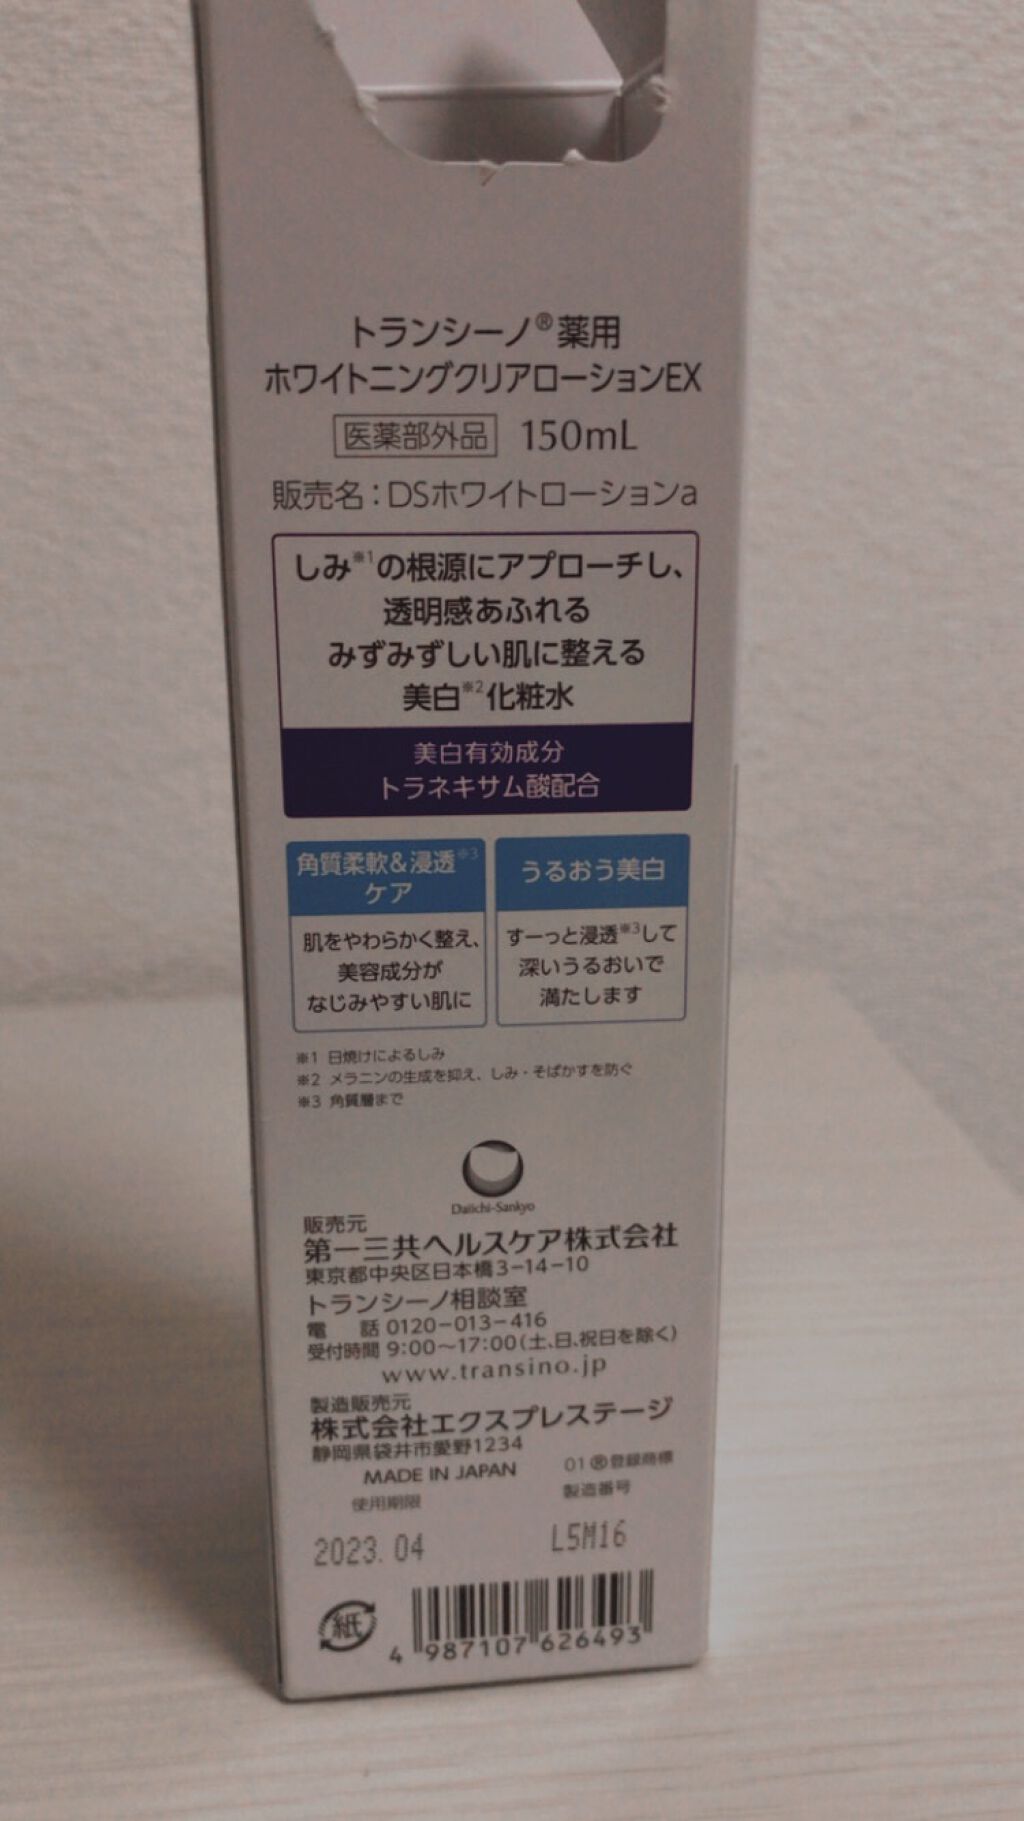 トランシーノ®薬用
ホワイトニングクリアローションEX
医薬部外品 150mL
販売名：DSホワイトローションa
しみ※1の根源にアプローチし、
透明感あふれる
みずみずしい肌に整える
美白※2化粧水
美白有効成分
トラネキサム酸配合
角質柔軟&浸透※3
ケア
肌をやわらかく整え、
美容成分が
なじみやすい肌に
うるおう美白
すーっと浸透※3して
深いうるおいで
満たします
※1 日焼けによるしみ
※2 メラニンの生成を抑え、しみ・そばかすを防ぐ
※3 角質層まで
Daiichi-Sankyo
販売元
第一三共ヘルスケア株式会社
東京都中央区日本橋3-14-10
トランシーノ相談室
電 話 0120-013-416
受付時間 9:00～17:00(土、日、祝日を除く)
www.transino.jp
製造販売元
株式会社エクスプレステージ
静岡県袋井市愛野1234
MADE IN JAPAN
01 ®登録商標
使用期限
製造番号
2023.04
L5M16
紙
4 987107 626493